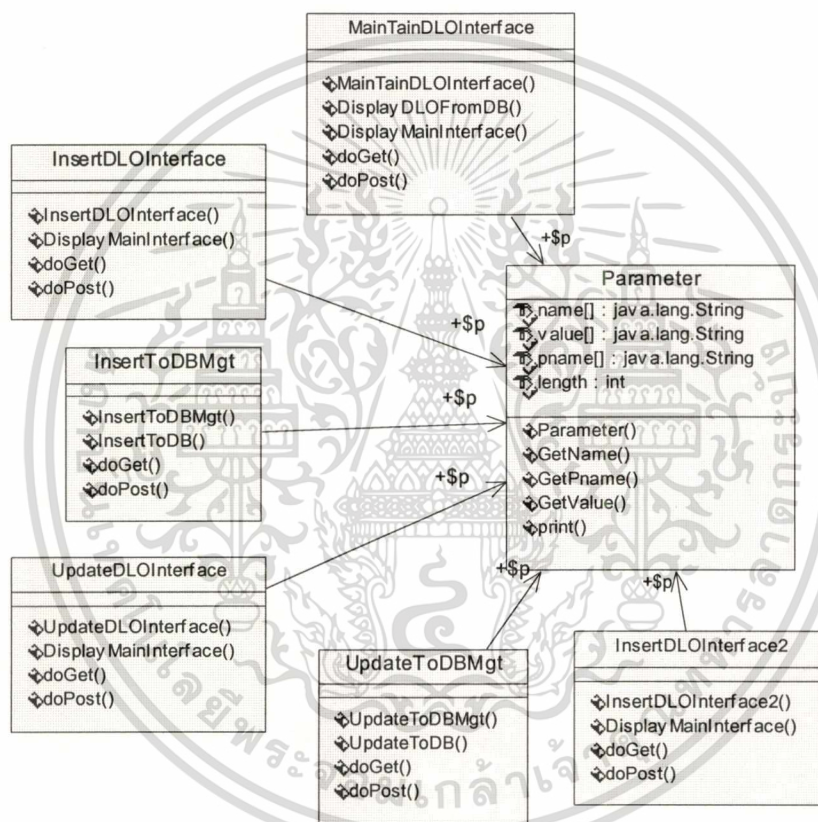 MainTainDLOInterface
MainTainDLOInterface()
DisplayDLOFromDB()
DisplayMainInterface()
doGet()
doPost()
InsertDLOInterface
InsertDLOInterface()
DisplayMainInterface()
doGet()
doPost()
+$p
Parameter
name[] : java.lang.String
value[] : java.lang.String
pname[] : java.lang.String
length : int
Parameter()
GetName()
GetPname()
GetValue()
print()
+$p
InsertToDBMgt
InsertToDBMgt()
InsertToDB()
doGet()
doPost()
+$p
+$p
UpdateDLOInterface
UpdateDLOInterface()
DisplayMainInterface()
doGet()
doPost()
+$p
UpdateToDBMgt
UpdateToDBMgt()
UpdateToDB()
doGet()
doPost()
+$p
InsertDLOInterface2
InsertDLOInterface2()
DisplayMainInterface()
doGet()
doPost()